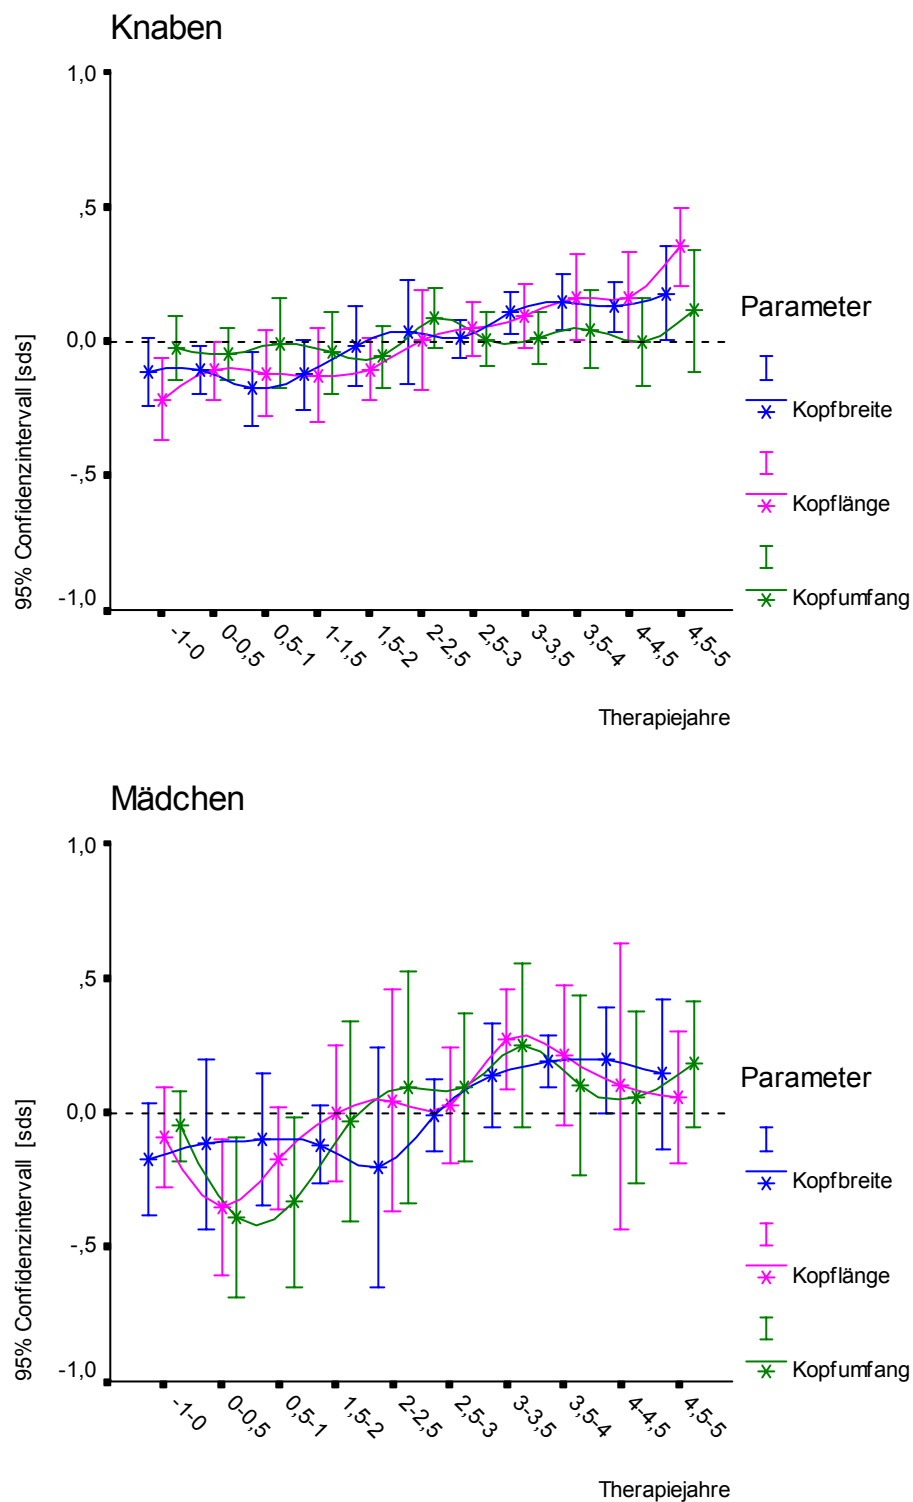 Knaben
1,0
,5
0,0
-,5
-1,0
95% Confidenzintervall [sds]
-1-0
0-0,5
0,5-1
1-1,5
1,5-2
2-2,5
2,5-3
3-3,5
3,5-4
4-4,5
4,5-5
Therapiejahre
Parameter
Kopfbreite
Kopflänge
Kopfumfang
Mädchen
1,0
,5
0,0
-,5
-1,0
95% Confidenzintervall [sds]
-1-0
0-0,5
0,5-1
1,5-2
2-2,5
2,5-3
3-3,5
3,5-4
4-4,5
4,5-5
Therapiejahre
Parameter
Kopfbreite
Kopflänge
Kopfumfang